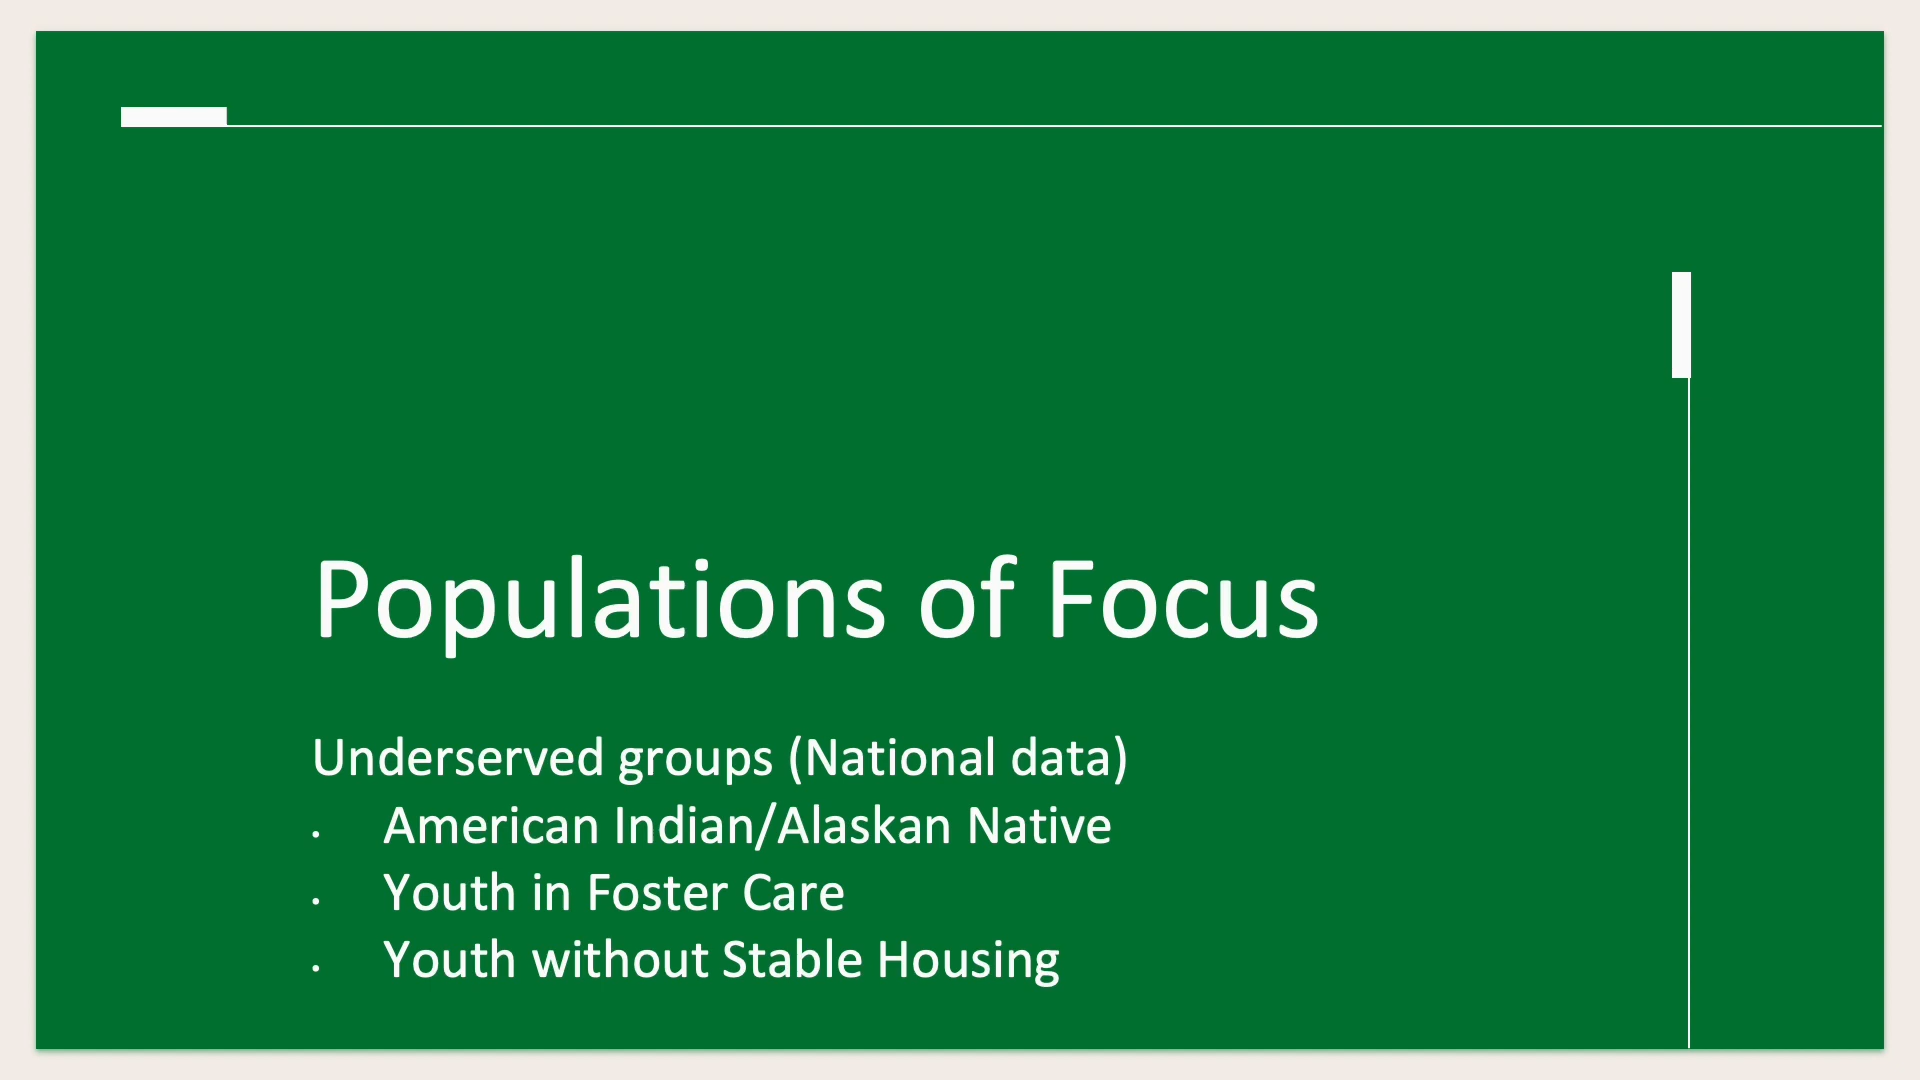 Populations of Focus
Underserved groups (National data)
• American Indian/Alaskan Native
• Youth in Foster Care
• Youth without Stable Housing